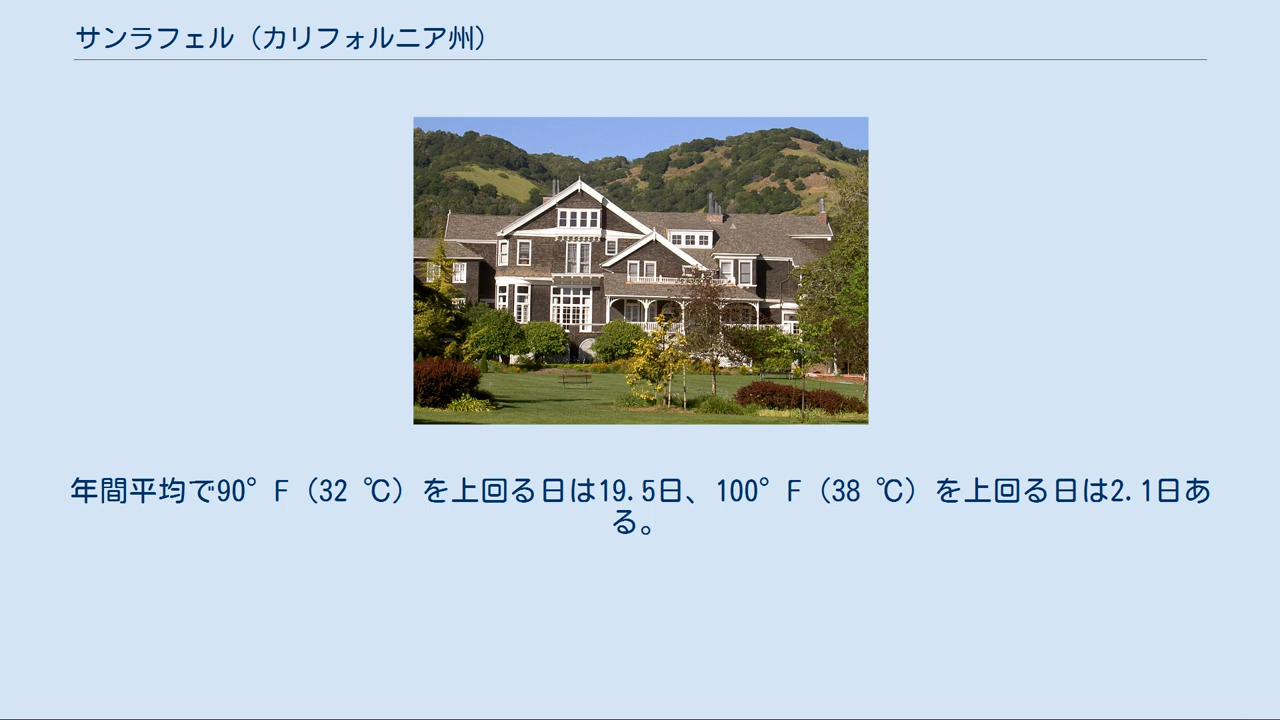 サンラフェル（カリフォルニア州）
年間平均で90°F（32 ℃）を上回る日は19.5日、100°F（38 ℃）を上回る日は2.1日あ
る。